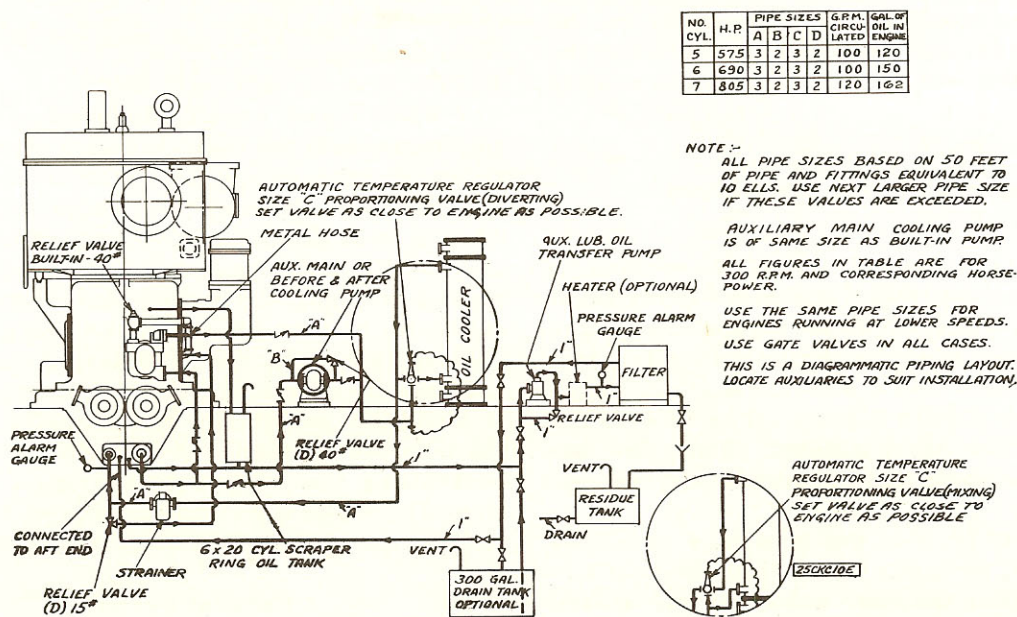 NO. CYL. H.P. PIPE SIZES G.P.M. CIRCU- LATED GAL. OF OIL IN ENGINE
A B C D
5 575 3 2 3 2 100 120
6 690 3 2 3 2 100 150
7 805 3 2 3 2 120 162
NOTE:-
ALL PIPE SIZES BASED ON 50 FEET
OF PIPE AND FITTINGS EQUIVALENT TO
10 ELLS. USE NEXT LARGER PIPE SIZE
IF THESE VALUES ARE EXCEEDED.
AUXILIARY MAIN COOLING PUMP
IS OF SAME SIZE AS BUILT-IN PUMP.
ALL FIGURES IN TABLE ARE FOR
300 R.P.M. AND CORRESPONDING HORSE-
POWER.
USE THE SAME PIPE SIZES FOR
ENGINES RUNNING AT LOWER SPEEDS.
USE GATE VALVES IN ALL CASES.
THIS IS A DIAGRAMMATIC PIPING LAYOUT.
LOCATE AUXILIARIES TO SUIT INSTALLATION.
AUTOMATIC TEMPERATURE REGULATOR
SIZE "C" PROPORTIONING VALVE (DIVERTING)
SET VALVE AS CLOSE TO ENGINE AS POSSIBLE.
RELIEF VALVE
BUILT-IN-40#
METAL HOSE
AUX. MAIN OR
BEFORE & AFTER
COOLING PUMP
"A"
"B"
"A"
OIL COOLER
AUX. LUB. OIL
TRANSFER PUMP
HEATER (OPTIONAL)
PRESSURE ALARM
GAUGE
1"
1"
FILTER
RELIEF VALVE
1"
RELIEF VALVE
(D) 40#
1"
PRESSURE
ALARM
GAUGE
"A"
"A"
CONNECTED
TO AFT END
STRAINER
RELIEF VALVE
(D) 15#
6 x 20 CYL. SCRAPER
RING OIL TANK
1"
VENT
300 GAL.
DRAIN TANK
OPTIONAL
VENT
RESIDUE
TANK
DRAIN
AUTOMATIC TEMPERATURE
REGULATOR SIZE "C"
PROPORTIONING VALVE (MIXING)
SET VALVE AS CLOSE TO
ENGINE AS POSSIBLE
25CKC10E